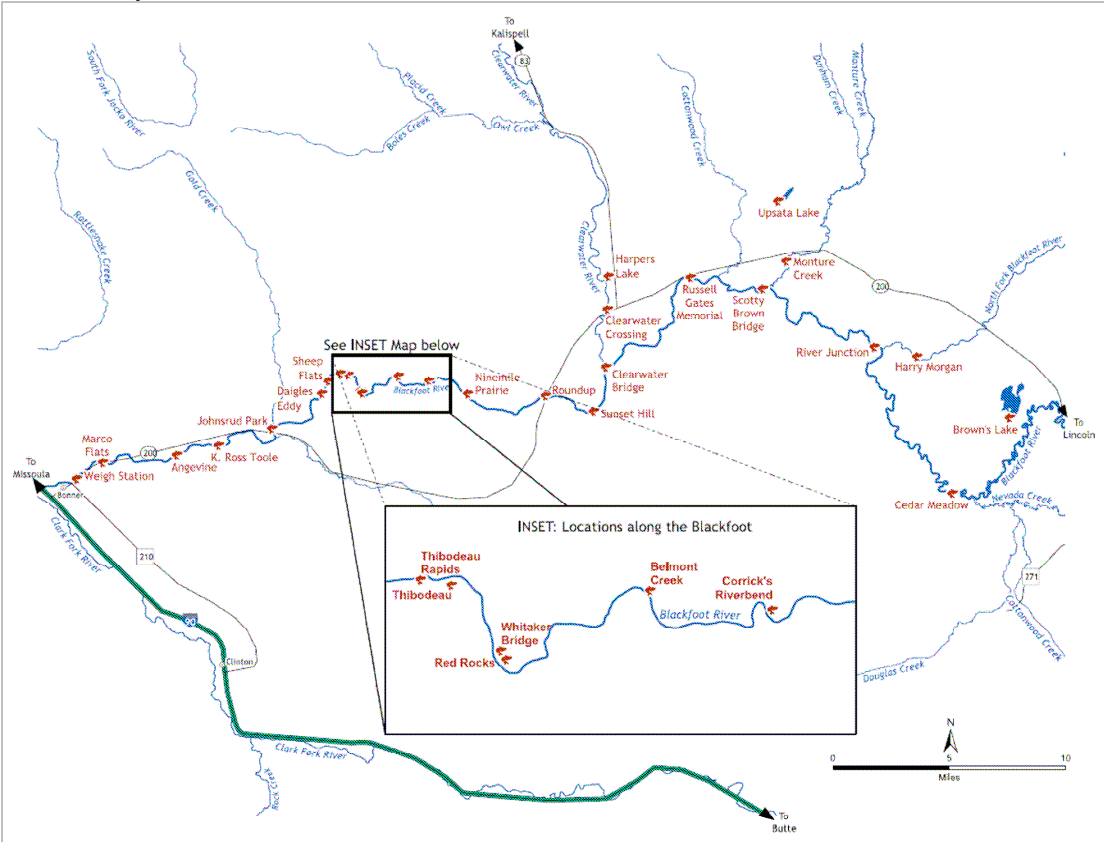 To
Kalispell
83
Clearwater River
South Fork Jocko River
Placid Creek
Boles Creek
Owl Creek
Cottonwood Creek
Dunham Creek
Monture Creek
Gold Creek
Rattlesnake Creek
Upsata Lake
Clearwater River
Harpers
Lake
Monture
Creek
North Fork Blackfoot River
200
Russell
Gates
Memorial
Scotty
Brown
Bridge
Clearwater
Crossing
River Junction
Harry Morgan
See INSET Map below
Sheep
Flats
Daigles
Eddy
Blackfoot River
Ninemile
Prairie
Roundup
Clearwater
Bridge
Sunset Hill
Brown's Lake
To
Lincoln
Blackfoot River
Johnsrud Park
Marco
Flats
200
K. Ross Toole
Angevine
Weigh Station
To
Missoula
Bonner
Cedar Meadow
Nevada Creek
Clark Fork River
210
90
Clinton
INSET: Locations along the Blackfoot
Thibodeau
Rapids
Thibodeau
Whitaker
Bridge
Red Rocks
Belmont
Creek
Corrick's
Riverbend
Blackfoot River
271
Cottonwood Creek
Douglas Creek
Clark Fork River
Rock Creek
N
0 5 10
Miles
To
Butte